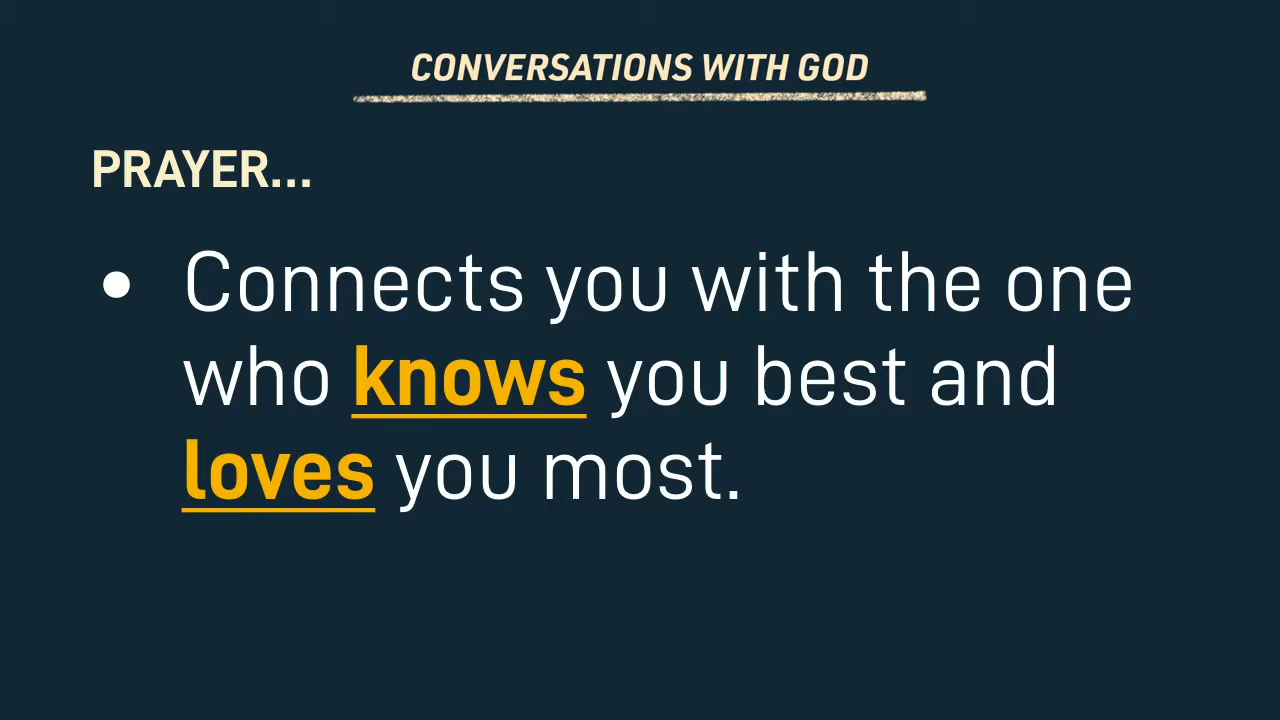 CONVERSATIONS WITH GOD
PRAYER...
• Connects you with the one
who knows you best and
loves you most.